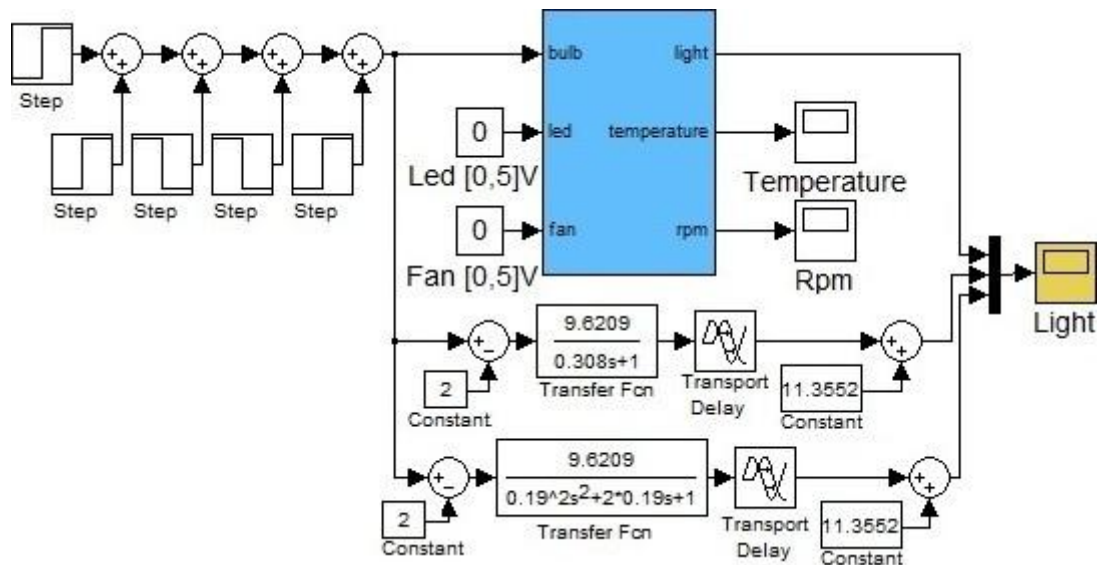 Step
Step
Step
Step
Step
+
+
+
+
+
+
+
+
bulb
led
fan
light
temperature
rpm
0
Led [0,5]V
0
Fan [0,5]V
Temperature
Rpm
Light
+
−
2
Constant
9.6209
0.308s+1
Transfer Fcn
Transport
Delay
+
+
11.3552
Constant
+
−
2
Constant
9.6209
0.19^2s²+2*0.19s+1
Transfer Fcn
Transport
Delay
+
+
11.3552
Constant